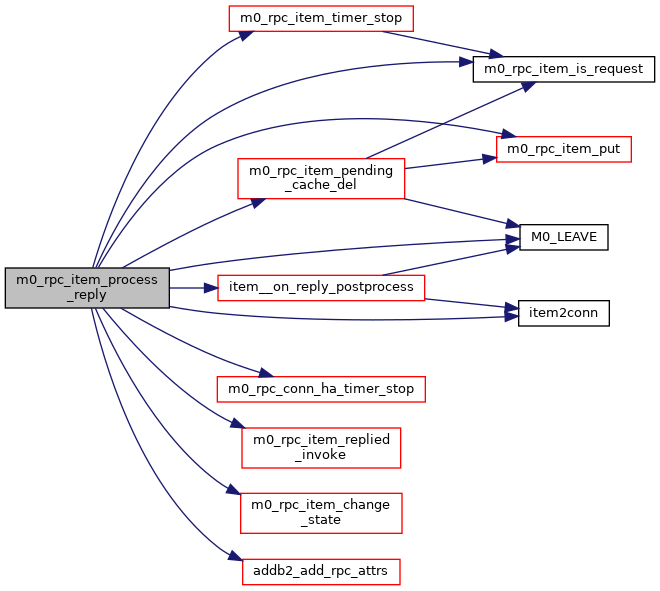 m0_rpc_item_timer_stop
m0_rpc_item_is_request
m0_rpc_item_put
m0_rpc_item_pending
_cache_del
M0_LEAVE
m0_rpc_item_process
_reply
item__on_reply_postprocess
item2conn
m0_rpc_conn_ha_timer_stop
m0_rpc_item_replied
_invoke
m0_rpc_item_change
_state
addb2_add_rpc_attrs